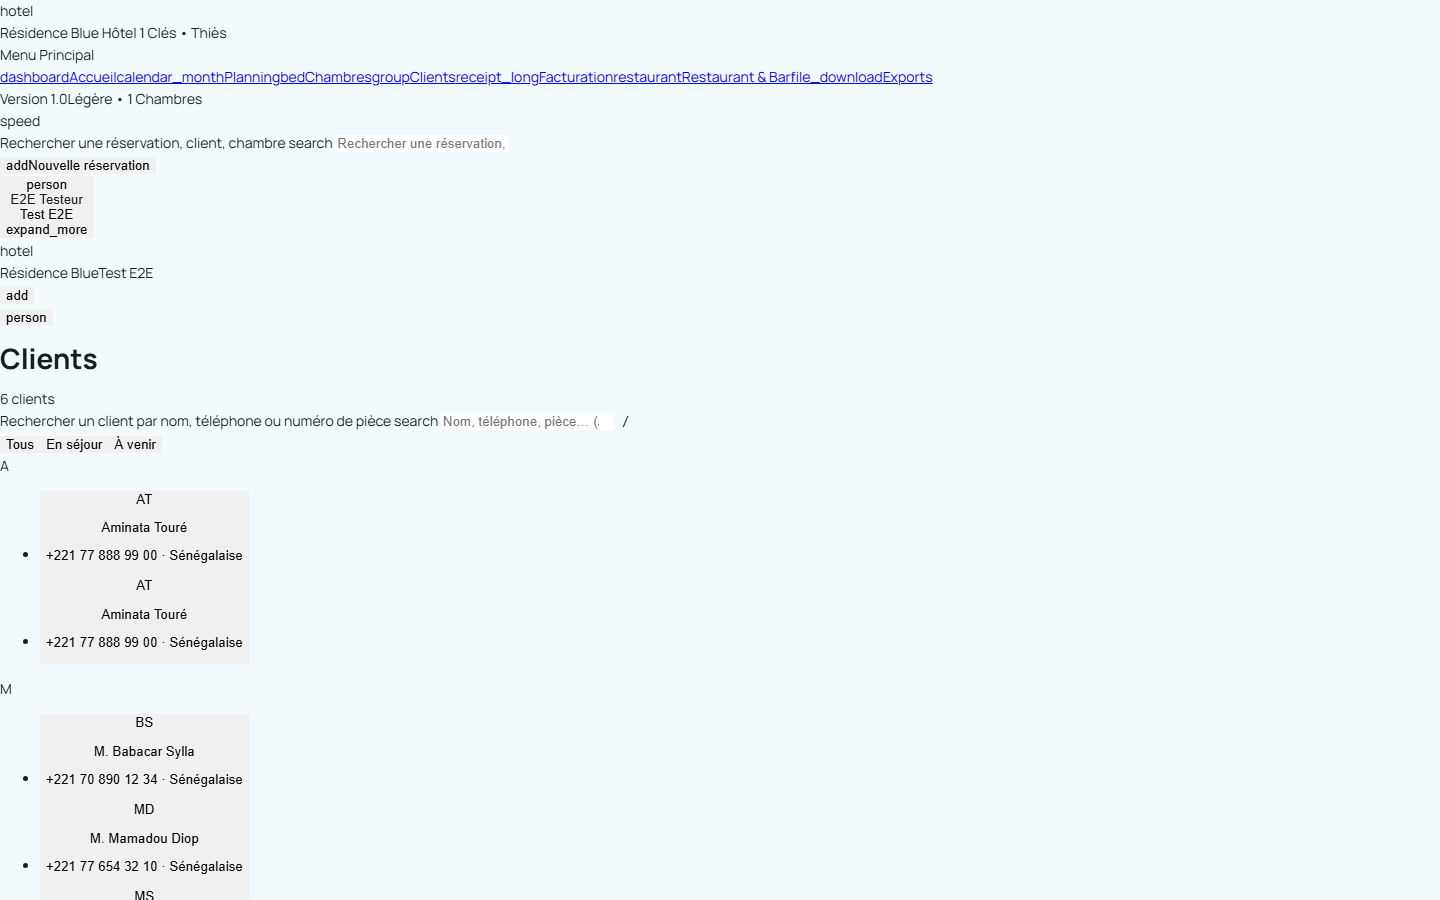 hotel
Résidence Blue Hôtel 1 Clés • Thiès
Menu Principal
dashboardAccueilcalendar_monthPlanningbedChambresgroupClientsreceipt_longFacturationrestaurantRestaurant & Barfile_downloadExports
Version 1.0Légère • 1 Chambres
speed
Rechercher une réservation, client, chambre search Rechercher une réservation,
addNouvelle réservation
person
E2E Testeur
Test E2E
expand_more
hotel
Résidence BlueTest E2E
add
person
Clients
6 clients
Rechercher un client par nom, téléphone ou numéro de pièce search Nom, téléphone, pièce... (/ /
Tous En séjour À venir
A
AT
Aminata Touré
+221 77 888 99 00 · Sénégalaise
AT
Aminata Touré
+221 77 888 99 00 · Sénégalaise
M
BS
M. Babacar Sylla
+221 70 890 12 34 · Sénégalaise
MD
M. Mamadou Diop
+221 77 654 32 10 · Sénégalaise
MS